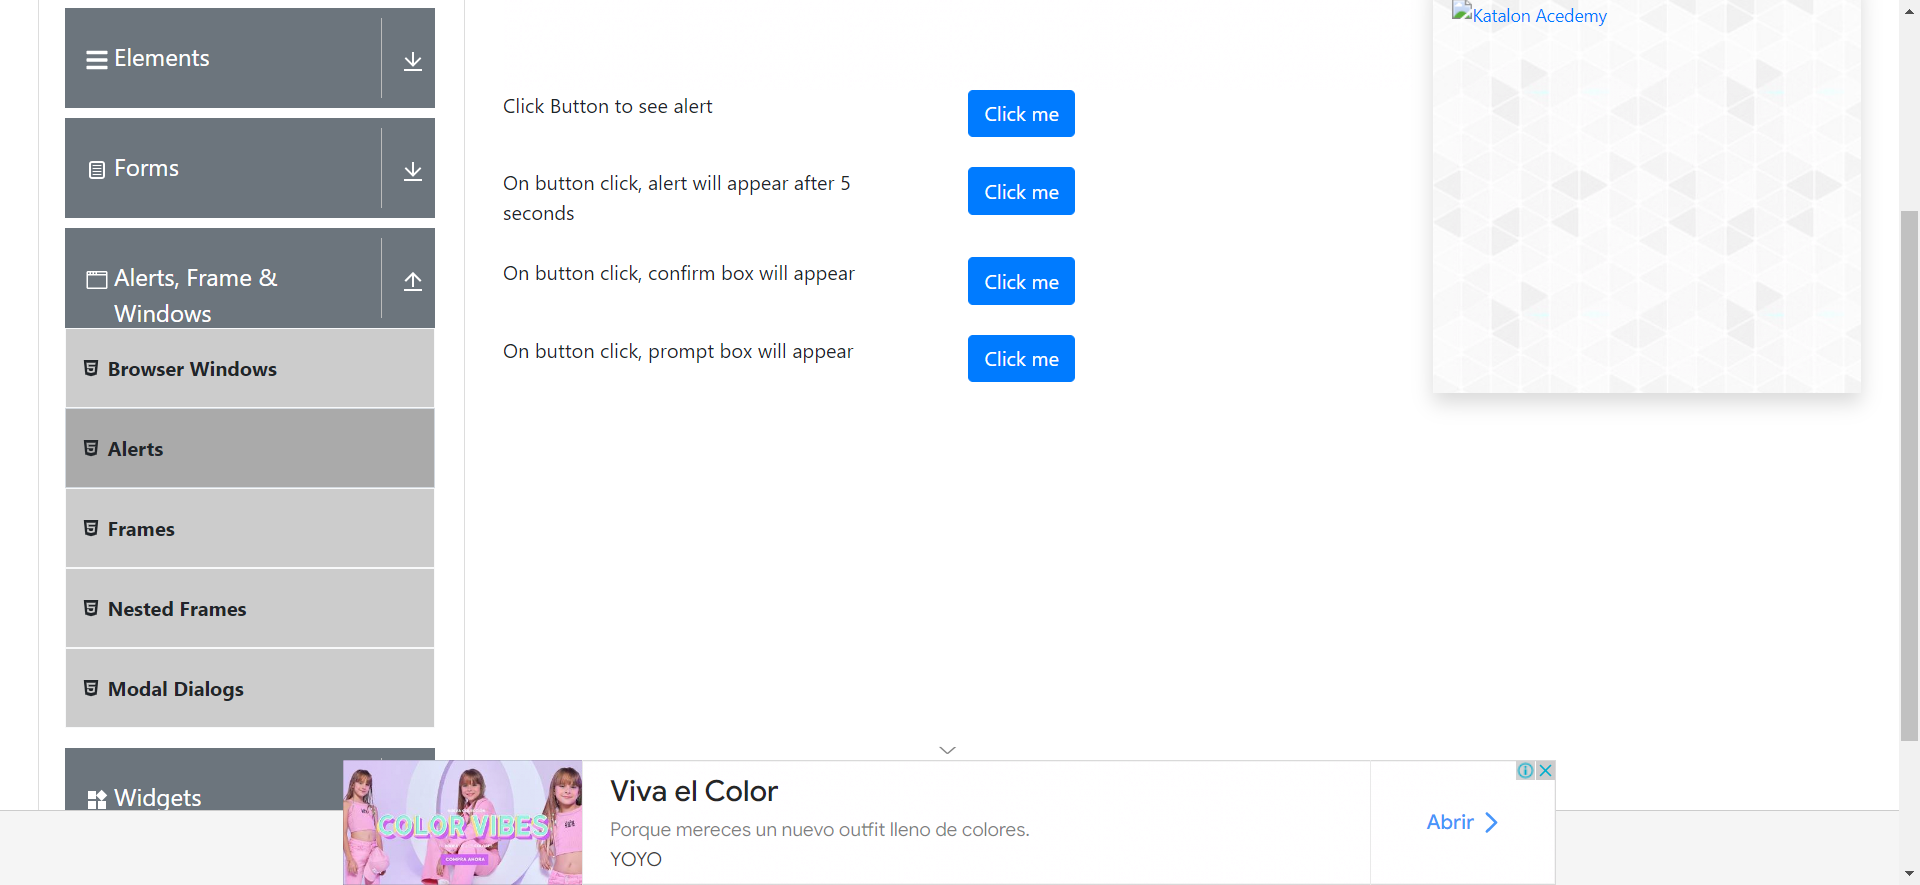 Elements
Forms
Alerts, Frame &
Windows
Browser Windows
Alerts
Frames
Nested Frames
Modal Dialogs
Widgets
Click Button to see alert
Click me
On button click, alert will appear after 5
seconds
Click me
On button click, confirm box will appear
Click me
On button click, prompt box will appear
Click me
Katalon Acedemy
COLOR VIBES
COMPRA AHORA
Viva el Color
Porque mereces un nuevo outfit lleno de colores.
YOYO
Abrir